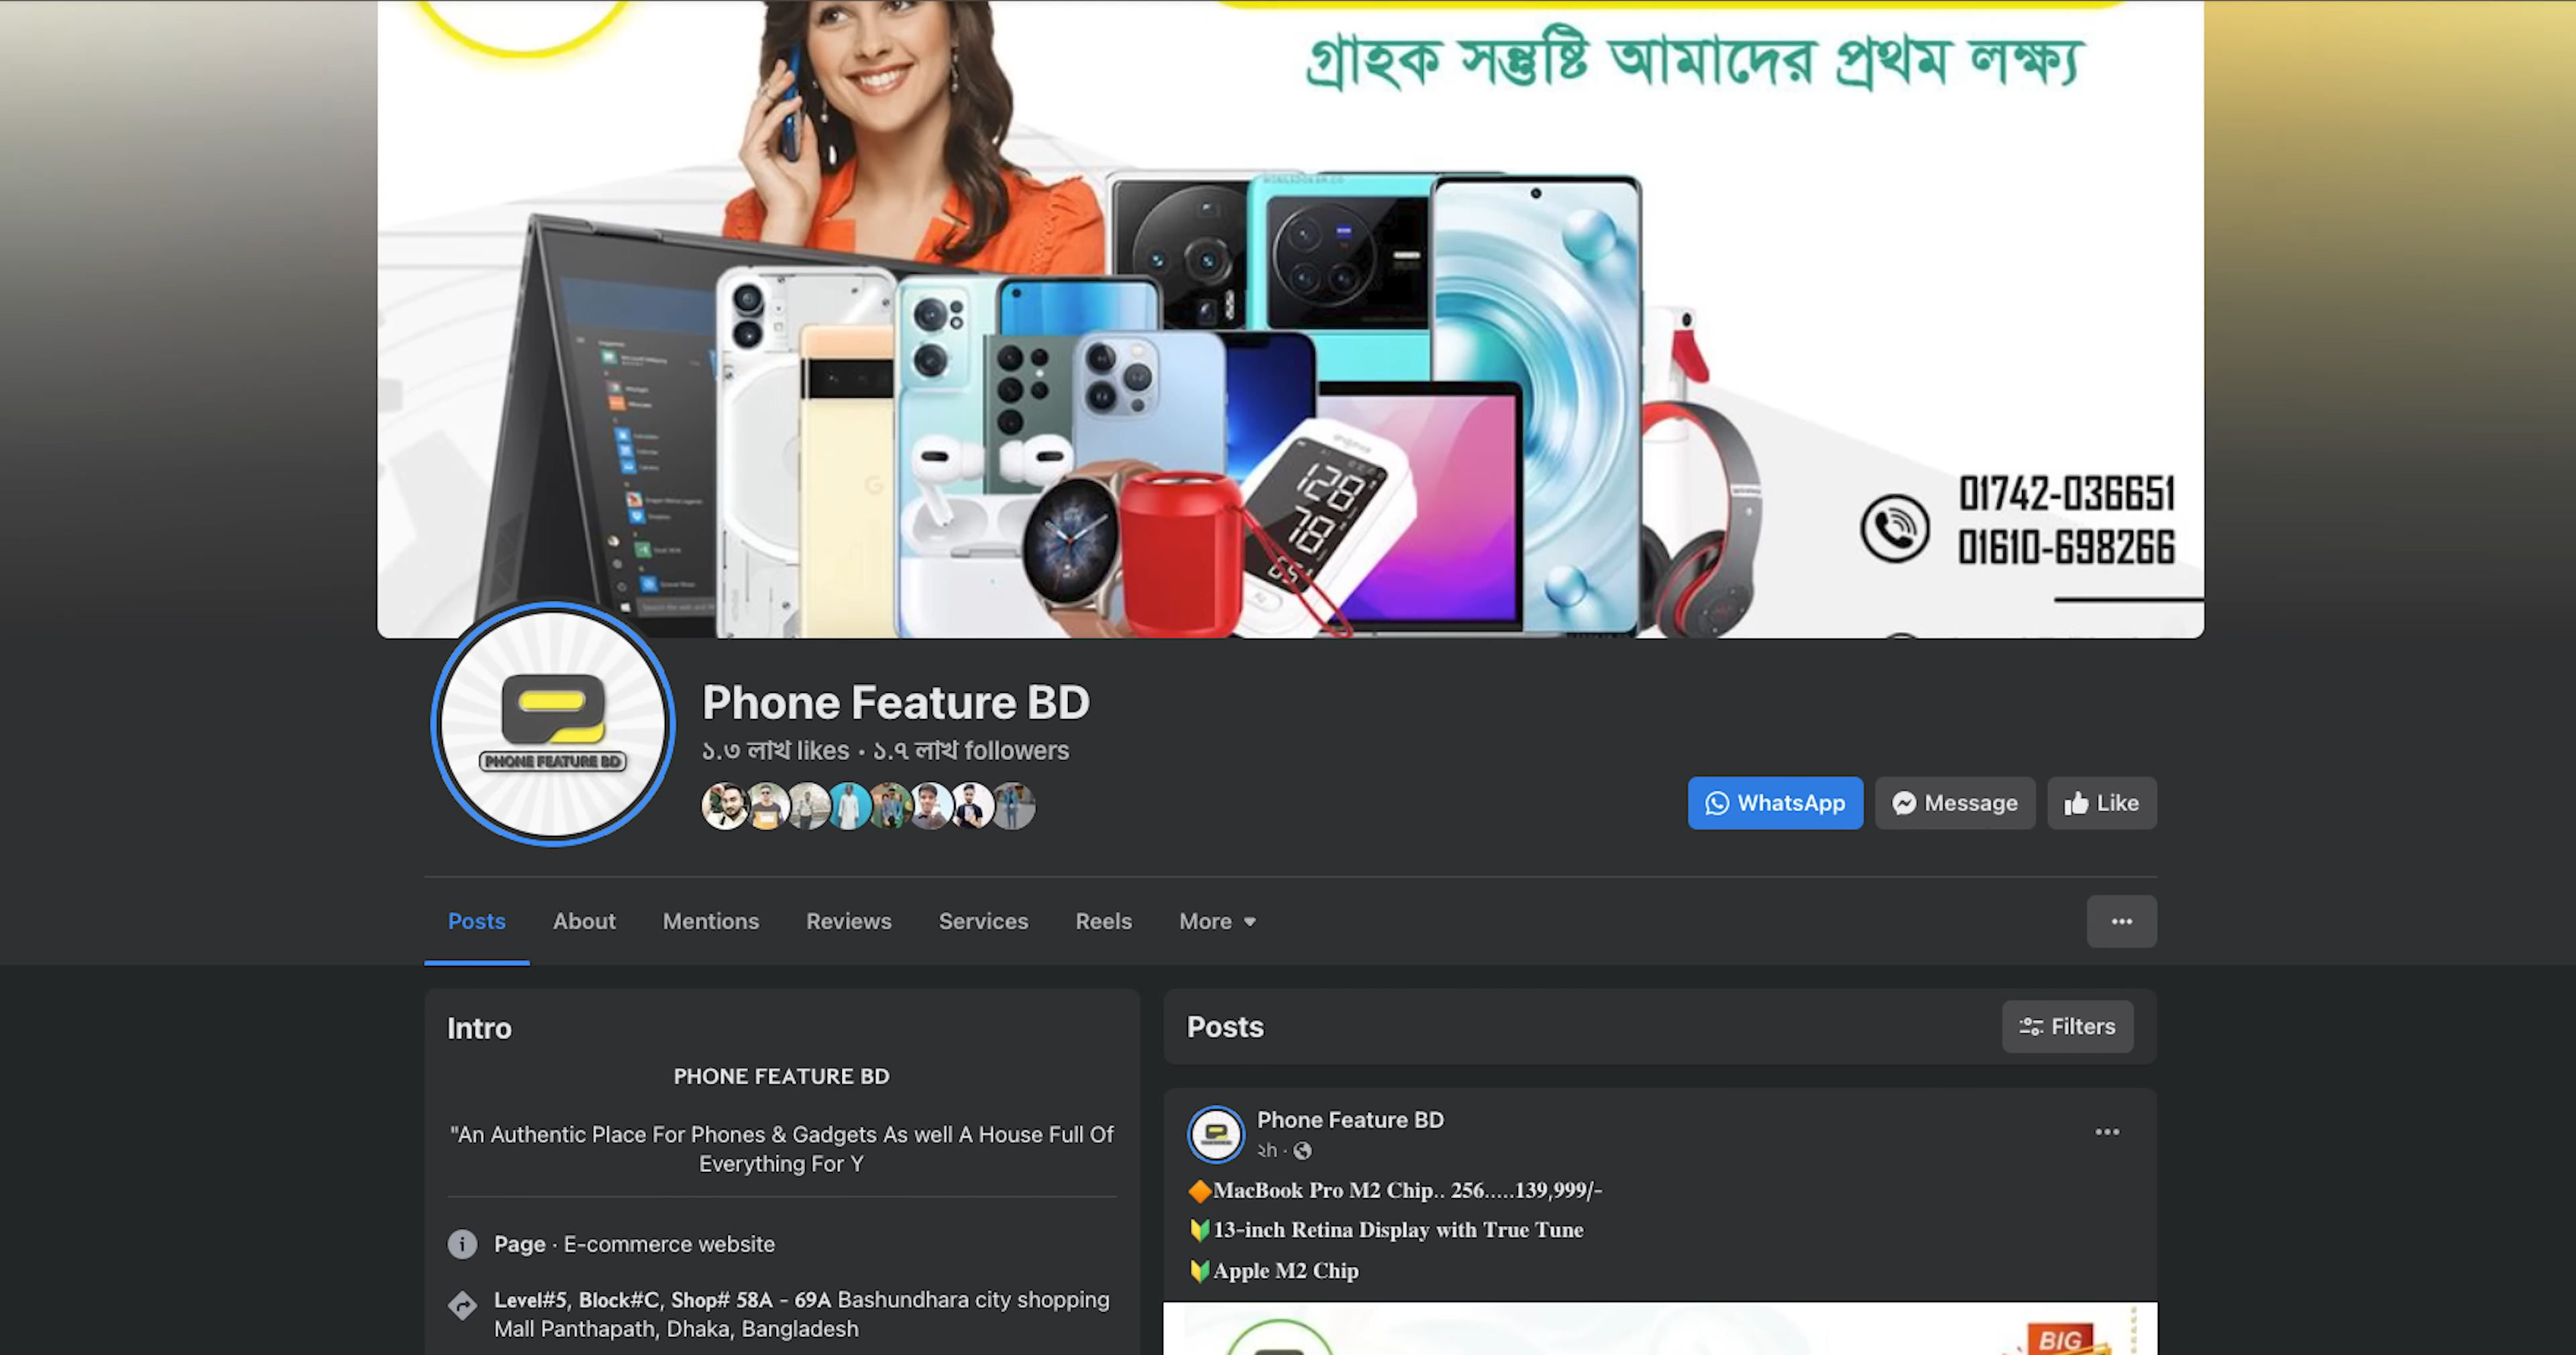 গ্রাহক সন্তুষ্টি আমাদের প্রথম লক্ষ্য
128
78
01742-036651
01610-698266
PHONE FEATURE BD
Phone Feature BD
১.৩ লাখ likes · ১.৭ লাখ followers
WhatsApp
Message
Like
Posts
About
Mentions
Reviews
Services
Reels
More
Intro
PHONE FEATURE BD
"An Authentic Place For Phones & Gadgets As well A House Full Of
Everything For Y
Page · E-commerce website
Level#5, Block#C, Shop# 58A - 69A Bashundhara city shopping
Mall Panthapath, Dhaka, Bangladesh
Posts
Filters
Phone Feature BD
২h ·
MacBook Pro M2 Chip.. 256.....139,999/-
13-inch Retina Display with True Tune
Apple M2 Chip
BIG